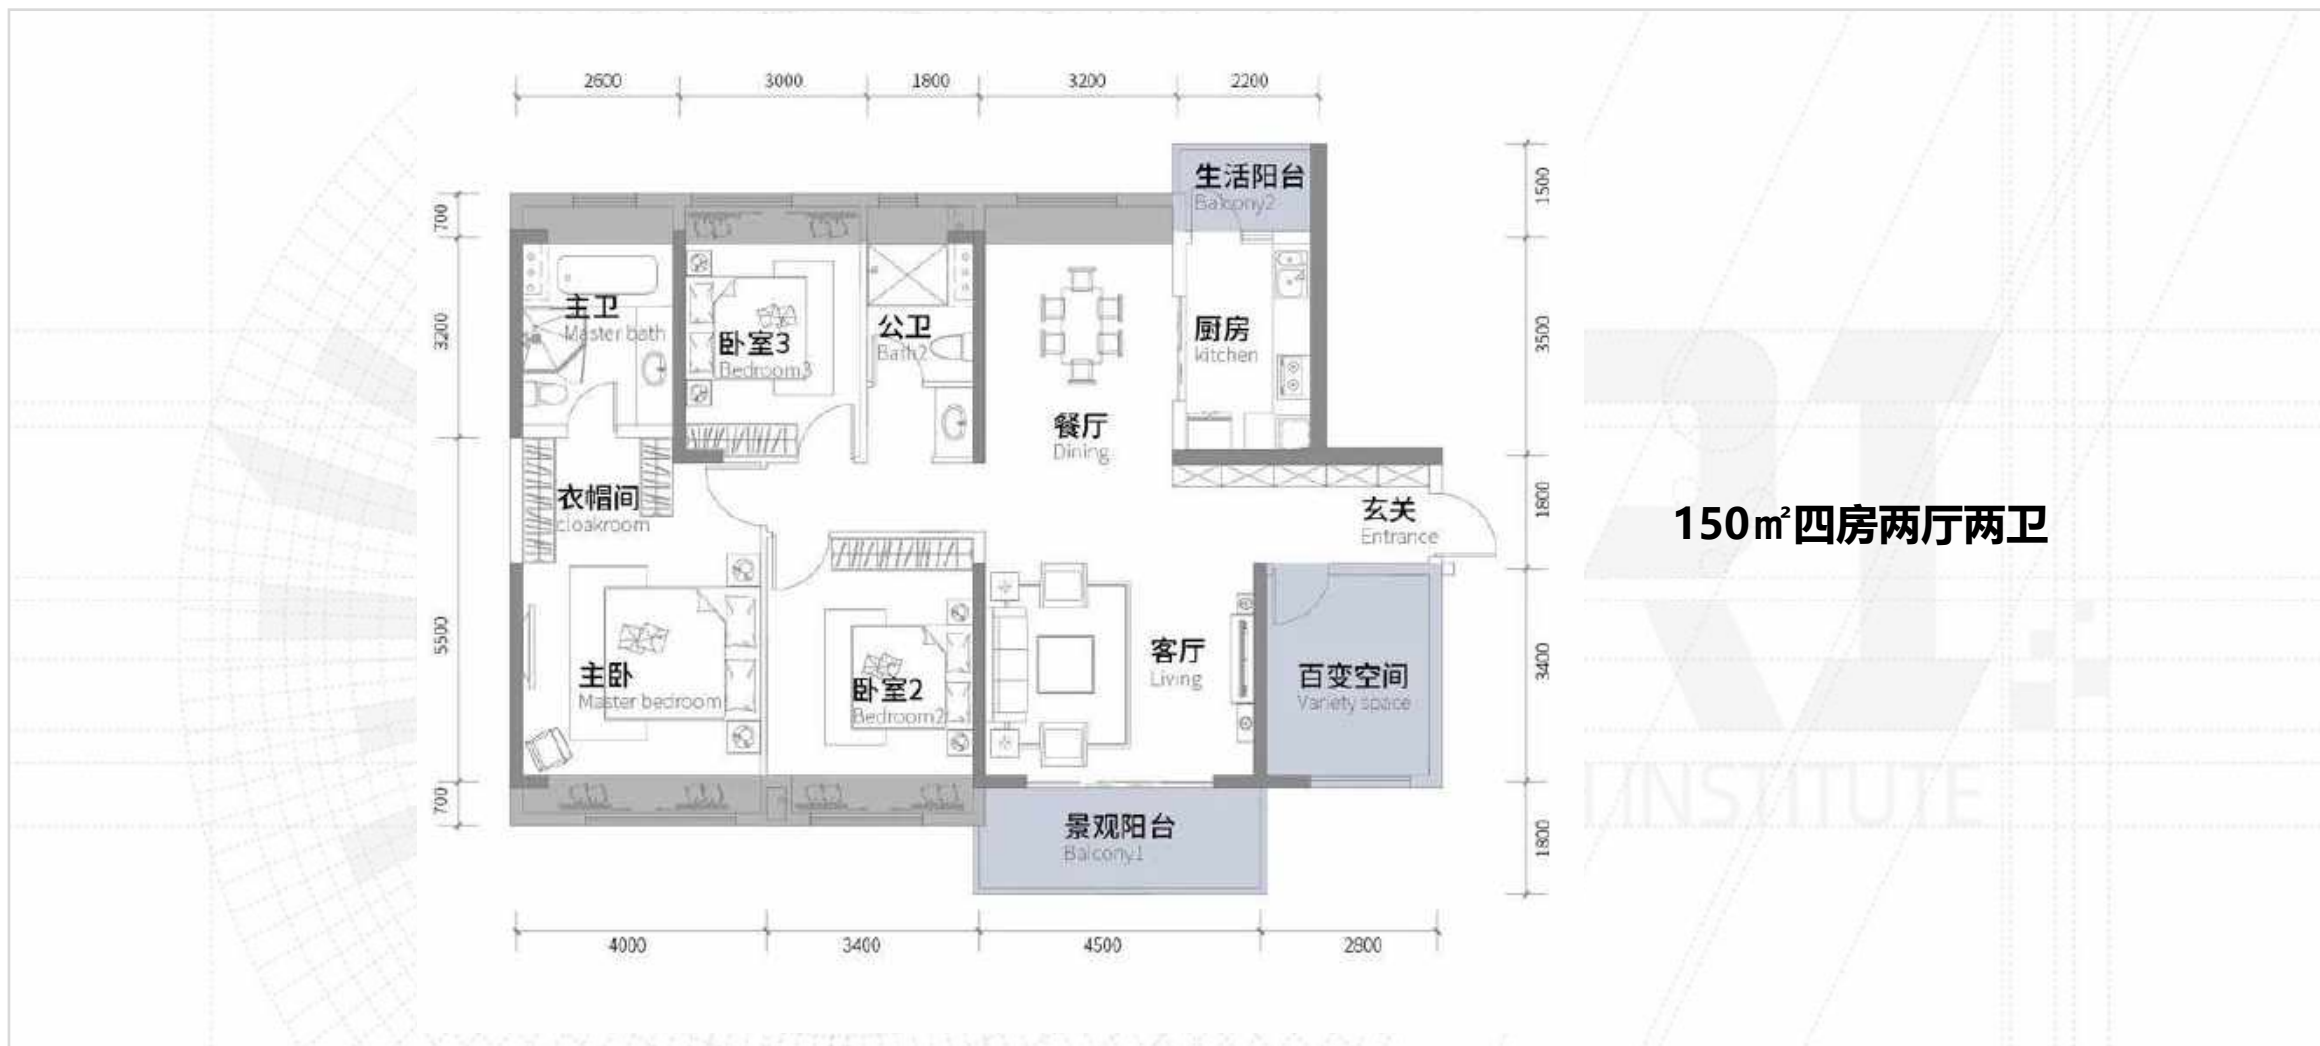 2600
3000
1800
3200
2200
生活阳台
Balcony2
1500
700
主卫
Master bath
3200
卧室3
Bedroom3
公卫
Bath2
厨房
kitchen
3500
餐厅
Dining
衣帽间
cloakroom
玄关
Entrance
1800
150㎡四房两厅两卫
5500
主卧
Master bedroom
卧室2
Bedroom2
客厅
Living
百变空间
Variety space
3400
700
景观阳台
Balcony1
1800
INSTITUTE
4000
3400
4500
2800